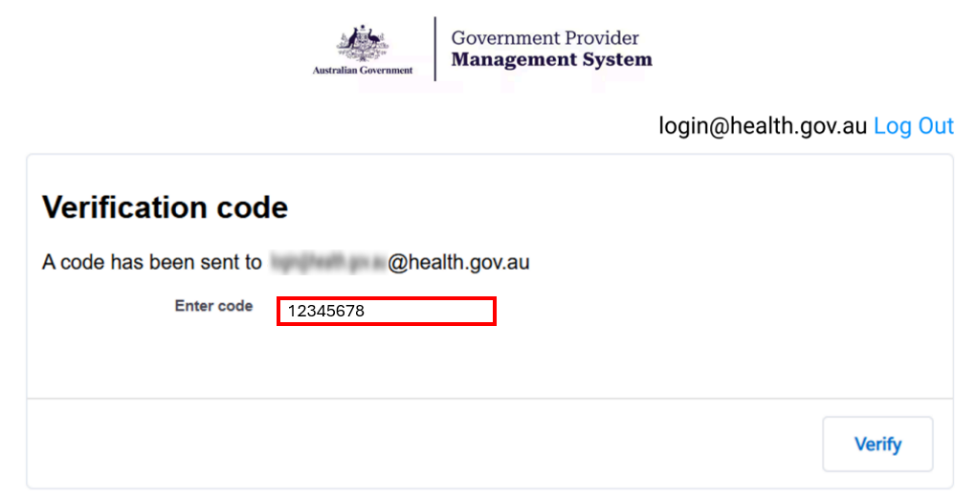 Australian Government
Government Provider
Management System
login@health.gov.au Log Out
Verification code
A code has been sent to @health.gov.au
Enter code 12345678
Verify